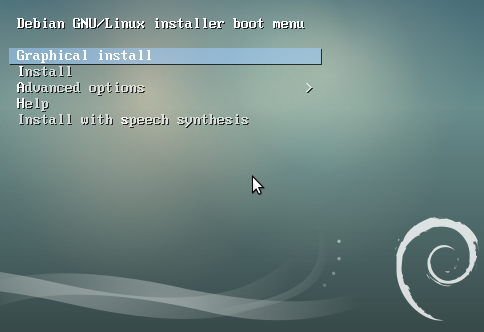 Debian GNU/Linux installer boot menu
Graphical install
Install
Advanced options >
Help
Install with speech synthesis